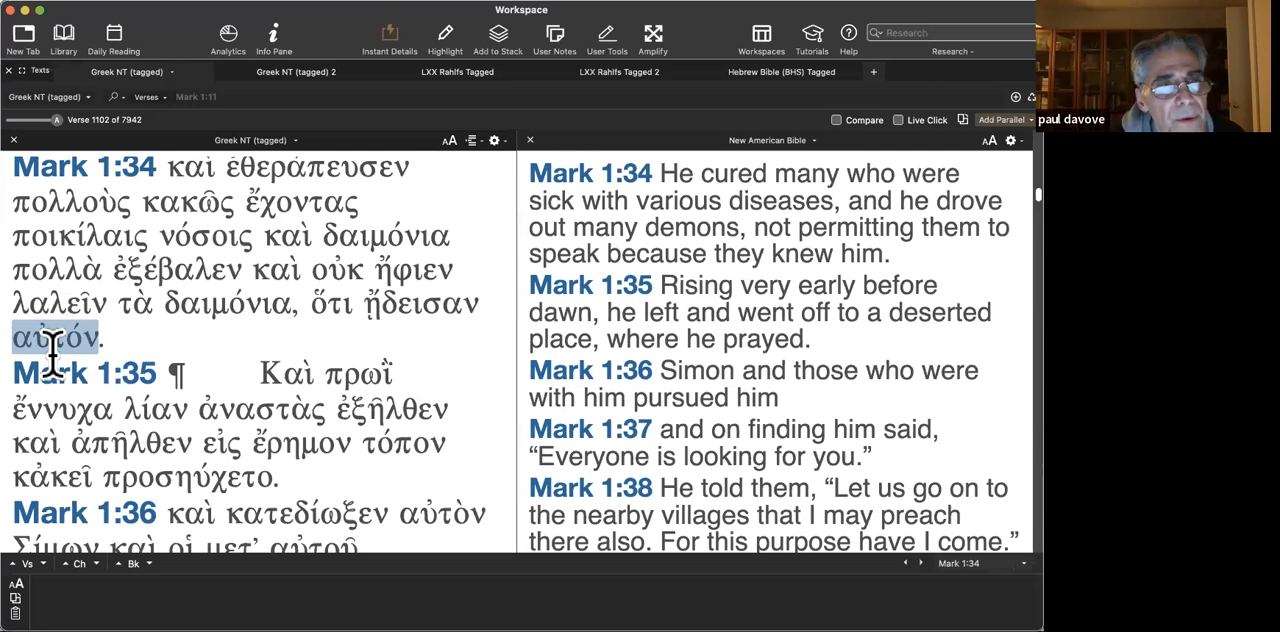 Workspace
New Tab
Library
Daily Reading
Analytics
Info Pane
Instant Details
Highlight
Add to Stack
User Notes
User Tools
Amplify
Workspaces
Tutorials
Help
Research
Research
Texts
Greek NT (tagged)
Greek NT (tagged) 2
LXX Rahlfs Tagged
LXX Rahlfs Tagged 2
Hebrew Bible (BHS) Tagged
Greek NT (tagged)
Verses
Mark 1:11
Verse 1102 of 7942
Compare
Live Click
Add Parallel
paul davove
Greek NT (tagged)
AA
Mark 1:34 καὶ ἐθεράπευσεν
πολλοὺς κακῶς ἔχοντας
ποικίλαις νόσοις καὶ δαιμόνια
πολλὰ ἐξέβαλεν καὶ οὐκ ἤφιεν
λαλεῖν τὰ δαιμόνια, ὅτι ᾔδεισαν
αὐτόν.
Mark 1:35 ¶ Καὶ πρωῒ
ἔννυχα λίαν ἀναστὰς ἐξῆλθεν
καὶ ἀπῆλθεν εἰς ἔρημον τόπον
κἀκεῖ προσηύχετο.
Mark 1:36 καὶ κατεδίωξεν αὐτὸν
Σίμων καὶ οἱ μετ' αὐτοῦ
New American Bible
AA
Mark 1:34 He cured many who were
sick with various diseases, and he drove
out many demons, not permitting them to
speak because they knew him.
Mark 1:35 Rising very early before
dawn, he left and went off to a deserted
place, where he prayed.
Mark 1:36 Simon and those who were
with him pursued him
Mark 1:37 and on finding him said,
“Everyone is looking for you.”
Mark 1:38 He told them, “Let us go on to
the nearby villages that I may preach
there also. For this purpose have I come.”
Vs
Ch
Bk
Mark 1:34
AA